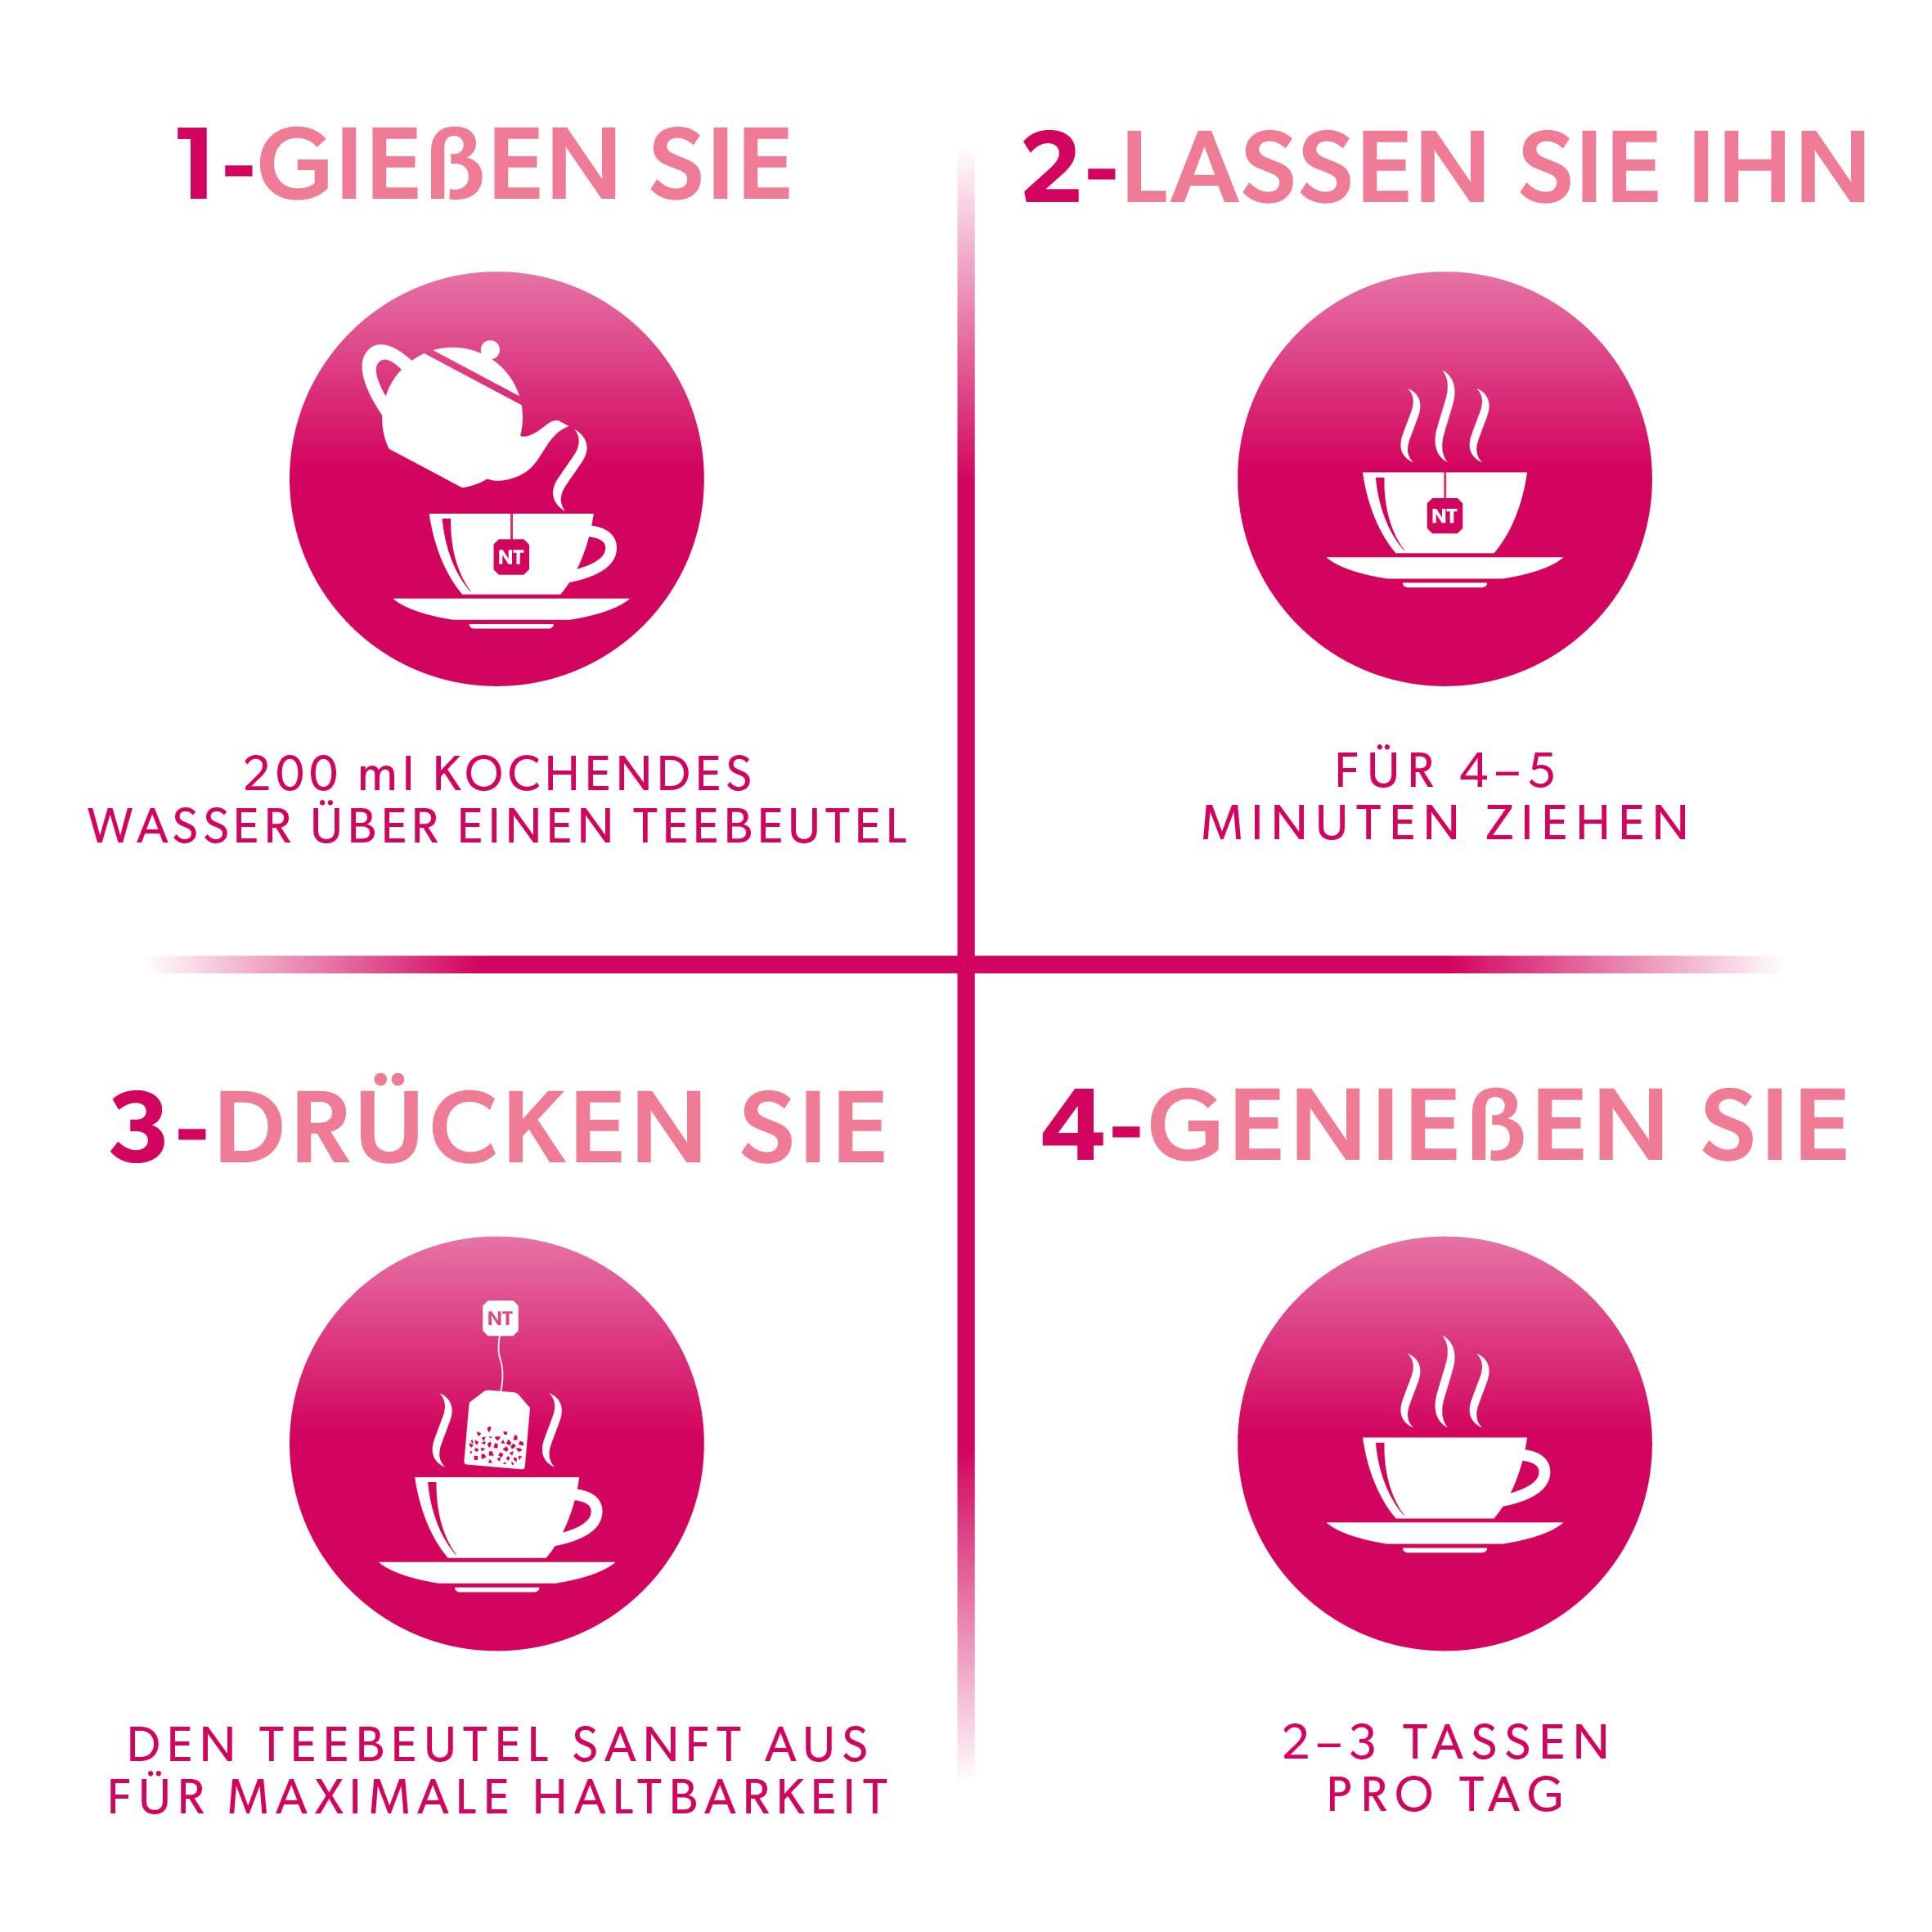 1-GIEßEN SIE
NT
200 ml KOCHENDES
WASSER ÜBER EINEN TEEBEUTEL
2-LASSEN SIE IHN
NT
FÜR 4–5
MINUTEN ZIEHEN
3-DRÜCKEN SIE
NT
DEN TEEBEUTEL SANFT AUS
FÜR MAXIMALE HALTBARKEIT
4-GENIEßEN SIE
2–3 TASSEN
PRO TAG